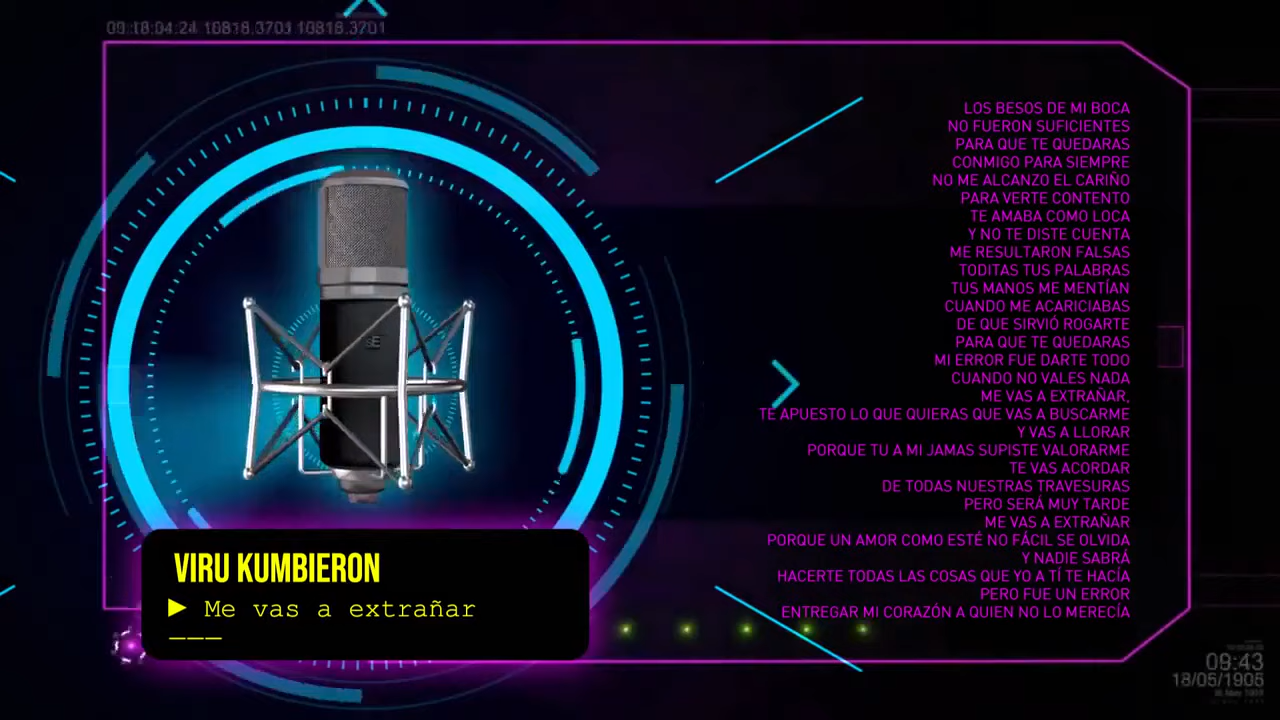 09:18:04:21 10818.3701 10818.3701
LOS BESOS DE MI BOCA
NO FUERON SUFICIENTES
PARA QUE TE QUEDARAS
CONMIGO PARA SIEMPRE
NO ME ALCANZO EL CARIÑO
PARA VERTE CONTENTO
TE AMABA COMO LOCA
Y NO TE DISTE CUENTA
ME RESULTARON FALSAS
TODITAS TUS PALABRAS
TUS MANOS ME MENTÍAN
CUANDO ME ACARICIABAS
DE QUE SIRVIÓ ROGARTE
PARA QUE TE QUEDARAS
MI ERROR FUE DARTE TODO
CUANDO NO VALES NADA
ME VAS A EXTRAÑAR,
TE APUESTO LO QUE QUIERAS QUE VAS A BUSCARME
Y VAS A LLORAR
PORQUE TU A MI JAMAS SUPISTE VALORARME
TE VAS ACORDAR
DE TODAS NUESTRAS TRAVESURAS
PERO SERÁ MUY TARDE
ME VAS A EXTRAÑAR
PORQUE UN AMOR COMO ESTÉ NO FÁCIL SE OLVIDA
Y NADIE SABRÁ
HACERTE TODAS LAS COSAS QUE YO A TÍ TE HACÍA
PERO FUE UN ERROR
ENTREGAR MI CORAZÓN A QUIEN NO LO MERECÍA
sE
VIRU KUMBIERON
► Me vas a extrañar
___
09:43
18/05/1905